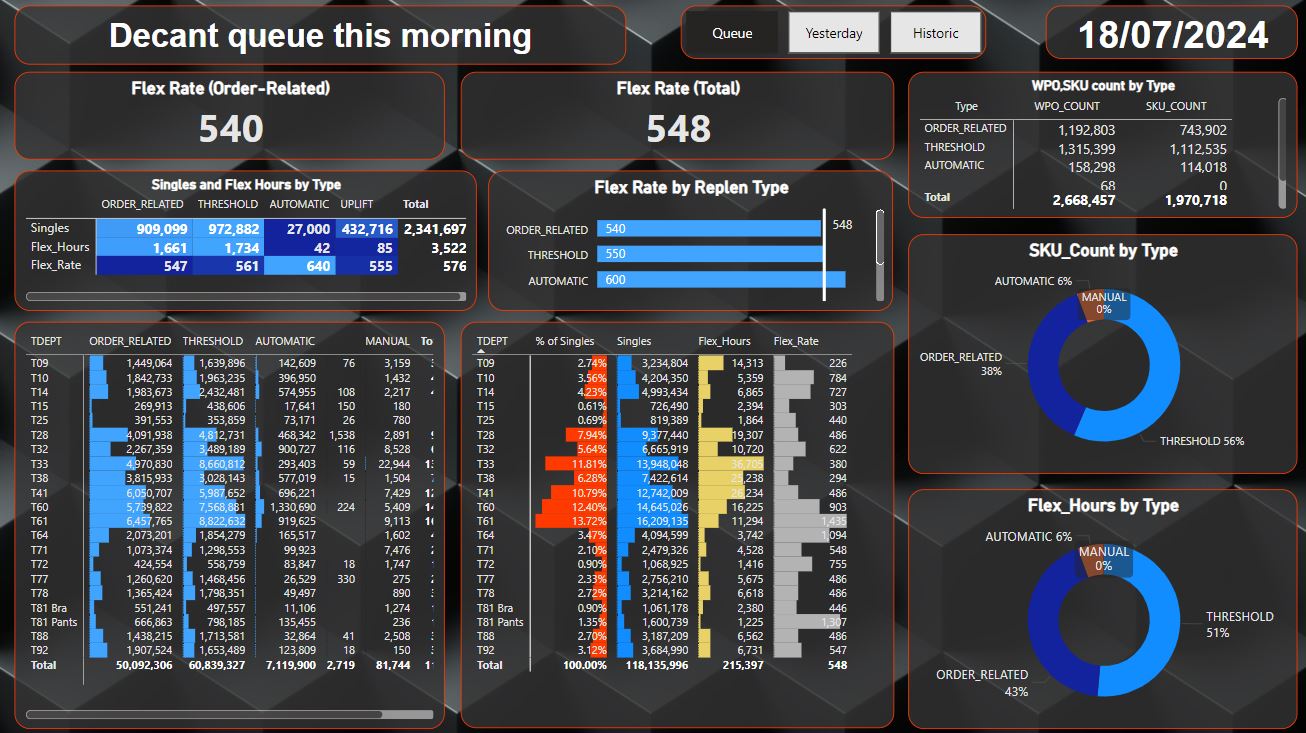 Decant queue this morning
Queue
Yesterday
Historic
18/07/2024
Flex Rate (Order-Related)
540
Flex Rate (Total)
548
WPO,SKU count by Type
Type WPO_COUNT SKU_COUNT
ORDER_RELATED 1,192,803 743,902
THRESHOLD 1,315,399 1,112,535
AUTOMATIC 158,298 114,018
68 0
Total 2,668,457 1,970,718
Singles and Flex Hours by Type
ORDER_RELATED THRESHOLD AUTOMATIC UPLIFT Total
Singles 909,099 972,882 27,000 432,716 2,341,697
Flex_Hours 1,661 1,734 42 85 3,522
Flex_Rate 547 561 640 555 576
Flex Rate by Replen Type
548
ORDER_RELATED 540
THRESHOLD 550
AUTOMATIC 600
SKU_Count by Type
AUTOMATIC 6%
MANUAL
0%
ORDER_RELATED
38%
THRESHOLD 56%
TDEPT ORDER_RELATED THRESHOLD AUTOMATIC MANUAL To
T09 1,449,064 1,639,896 142,609 76 3,159
T10 1,842,733 1,963,235 396,950 1,432
T14 1,983,673 2,432,481 574,955 108 2,217
T15 269,913 438,606 17,641 150 180
T25 391,553 353,859 73,171 26 780
T28 4,091,938 4,812,731 468,342 1,538 2,891
T32 2,267,359 3,489,189 900,727 116 8,528
T33 4,970,830 8,660,812 293,403 59 22,944
T38 3,815,933 3,028,143 577,019 15 1,504
T41 6,050,707 5,987,652 696,221 7,429
T60 5,739,822 7,568,881 1,330,690 224 5,409
T61 6,457,765 8,822,632 919,625 9,113
T64 2,073,201 1,854,279 165,517 1,602
T71 1,073,374 1,298,553 99,923 7,476
T72 424,554 558,759 83,847 18 1,747
T77 1,260,620 1,468,456 26,529 330 275
T78 1,365,424 1,798,351 49,497 890
T81 Bra 551,241 497,557 11,106 1,274
T81 Pants 666,863 798,185 135,455 236
T88 1,438,215 1,713,581 32,864 41 2,508
T92 1,907,524 1,653,489 123,809 18 150
Total 50,092,306 60,839,327 7,119,900 2,719 81,744
TDEPT % of Singles Singles Flex_Hours Flex_Rate
T09 2.74% 3,234,804 14,313 226
T10 3.56% 4,204,350 5,359 784
T14 4.23% 4,993,434 6,865 727
T15 0.61% 726,490 2,394 303
T25 0.69% 819,389 1,864 440
T28 7.94% 9,377,440 19,307 486
T32 5.64% 6,665,919 10,720 622
T33 11.81% 13,948,048 36,705 380
T38 6.28% 7,422,614 25,238 294
T41 10.79% 12,742,009 26,234 486
T60 12.40% 14,645,026 16,225 903
T61 13.72% 16,209,135 11,294 1,435
T64 3.47% 4,094,599 3,742 1,094
T71 2.10% 2,479,326 4,528 548
T72 0.90% 1,068,925 1,416 755
T77 2.33% 2,756,210 5,675 486
T78 2.72% 3,214,162 6,618 486
T81 Bra 0.90% 1,061,178 2,380 446
T81 Pants 1.35% 1,600,739 1,225 1,307
T88 2.70% 3,187,209 6,562 486
T92 3.12% 3,684,990 6,731 547
Total 100.00% 118,135,996 215,397 548
Flex_Hours by Type
AUTOMATIC 6%
MANUAL
0%
THRESHOLD
51%
ORDER_RELATED
43%